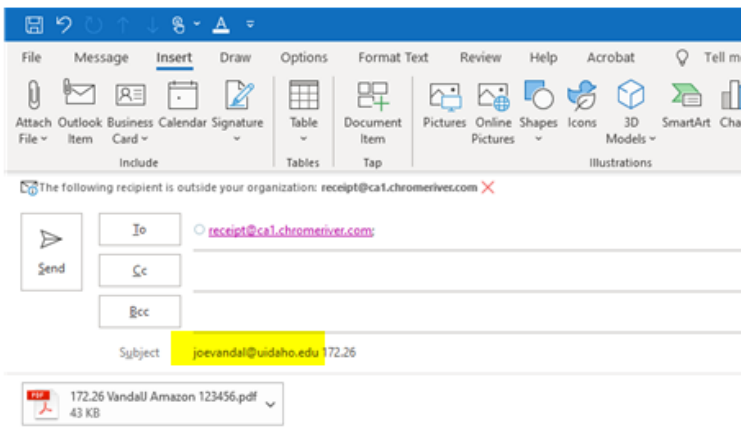 File Message Insert Draw Options Format Text Review Help Acrobat Tell m
Attach Outlook Business Calendar Signature Table Document Pictures Online Shapes Icons 3D SmartArt Cha
File Item Card Item Pictures Models
Include Tables Tap Illustrations
The following recipient is outside your organization: receipt@ca1.chromeriver.com
To receipt@ca1.chromeriver.com;
Send Cc
Bcc
Subject joevandal@uidaho.edu 172.26
PDF 172.26 VandalJ Amazon 123456.pdf
43 KB